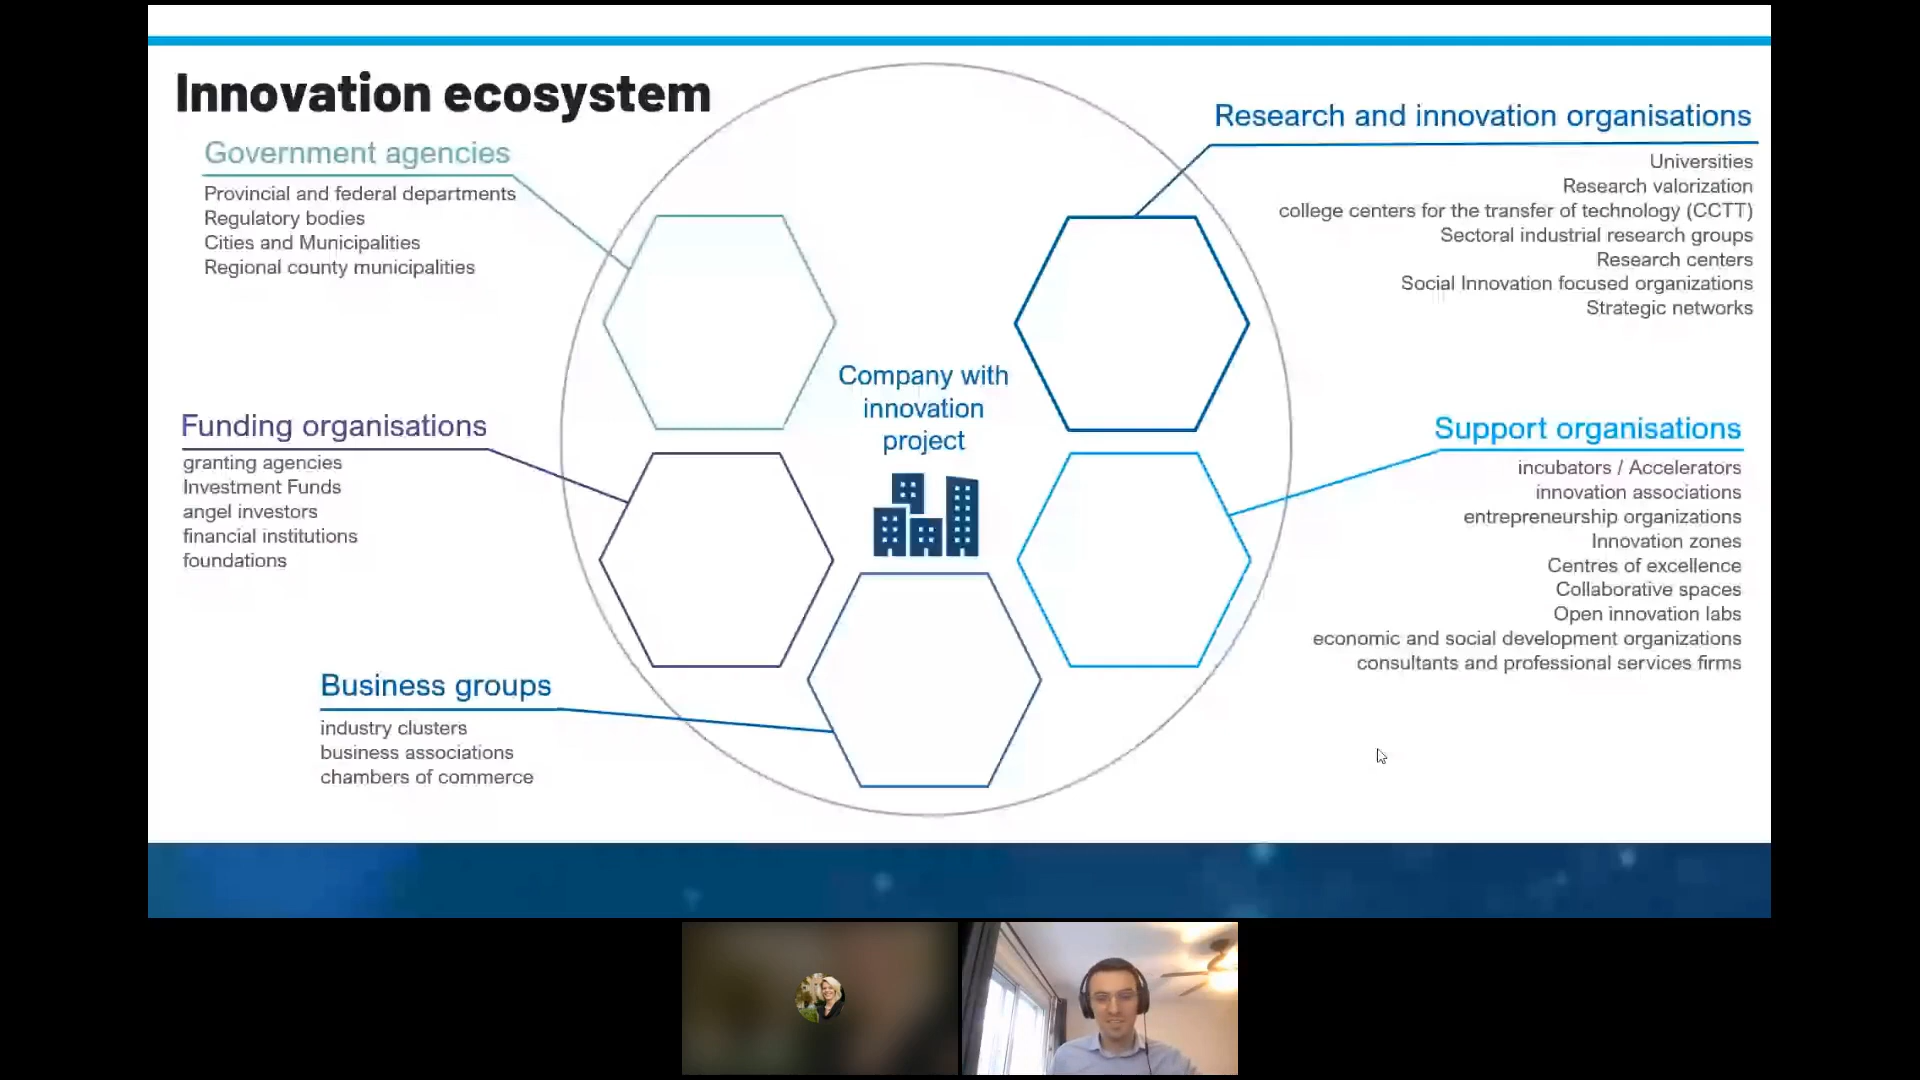 Innovation ecosystem
Government agencies
Provincial and federal departments
Regulatory bodies
Cities and Municipalities
Regional county municipalities
Funding organisations
granting agencies
Investment Funds
angel investors
financial institutions
foundations
Business groups
industry clusters
business associations
chambers of commerce
Company with
innovation
project
Research and innovation organisations
Universities
Research valorization
college centers for the transfer of technology (CCTT)
Sectoral industrial research groups
Research centers
Social Innovation focused organizations
Strategic networks
Support organisations
incubators / Accelerators
innovation associations
entrepreneurship organizations
Innovation zones
Centres of excellence
Collaborative spaces
Open innovation labs
economic and social development organizations
consultants and professional services firms